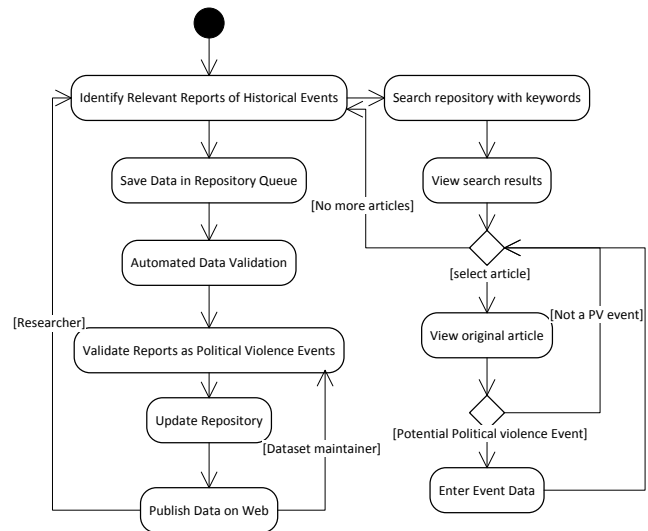 Identify Relevant Reports of Historical Events
Search repository with keywords
Save Data in Repository Queue
View search results
[No more articles]
Automated Data Validation
[select article]
[Researcher]
[Not a PV event]
View original article
Validate Reports as Political Violence Events
Update Repository
[Potential Political violence Event]
[Dataset maintainer]
Enter Event Data
Publish Data on Web